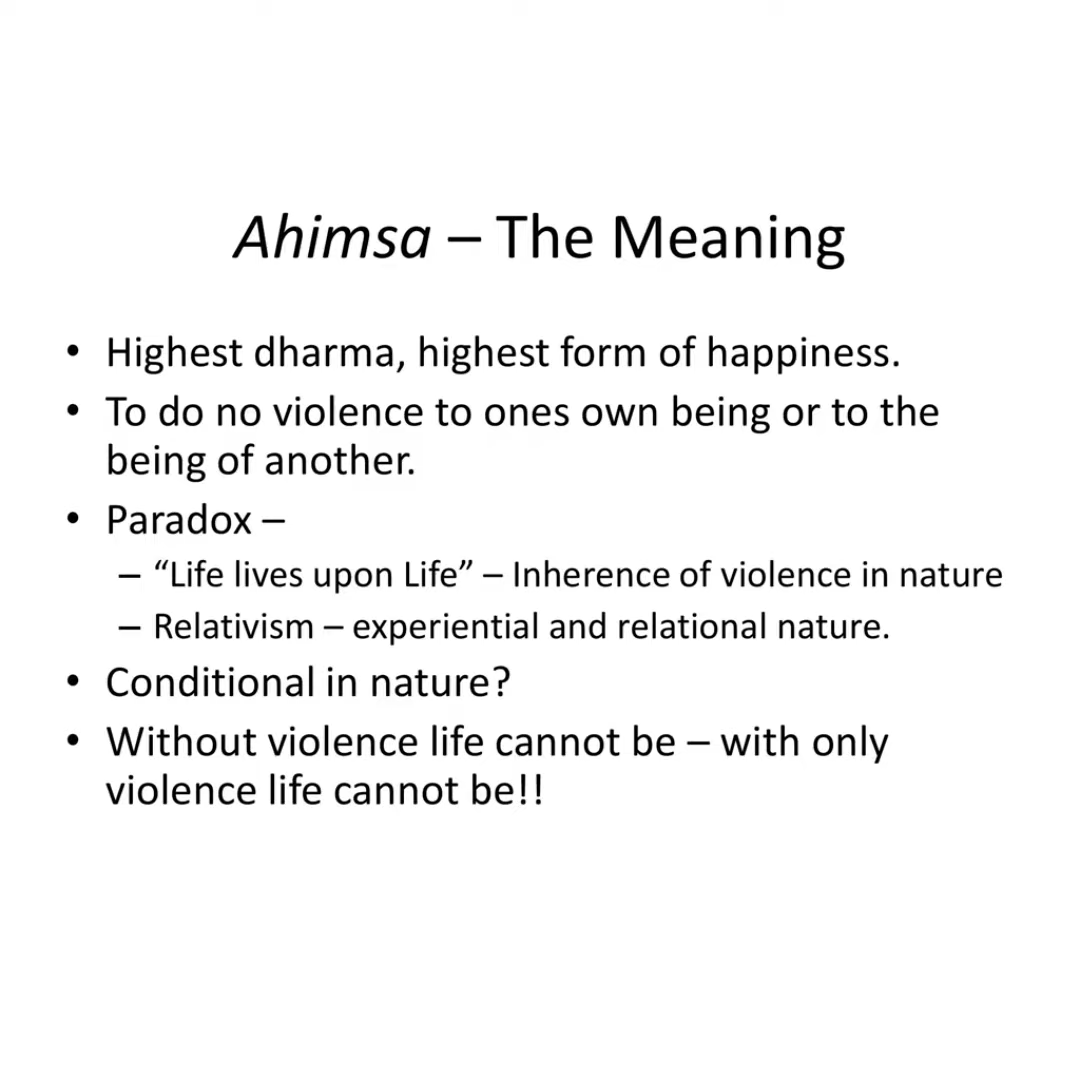 Ahimsa – The Meaning
• Highest dharma, highest form of happiness.
• To do no violence to ones own being or to the
being of another.
• Paradox –
– “Life lives upon Life” – Inherence of violence in nature
– Relativism – experiential and relational nature.
• Conditional in nature?
• Without violence life cannot be – with only
violence life cannot be!!